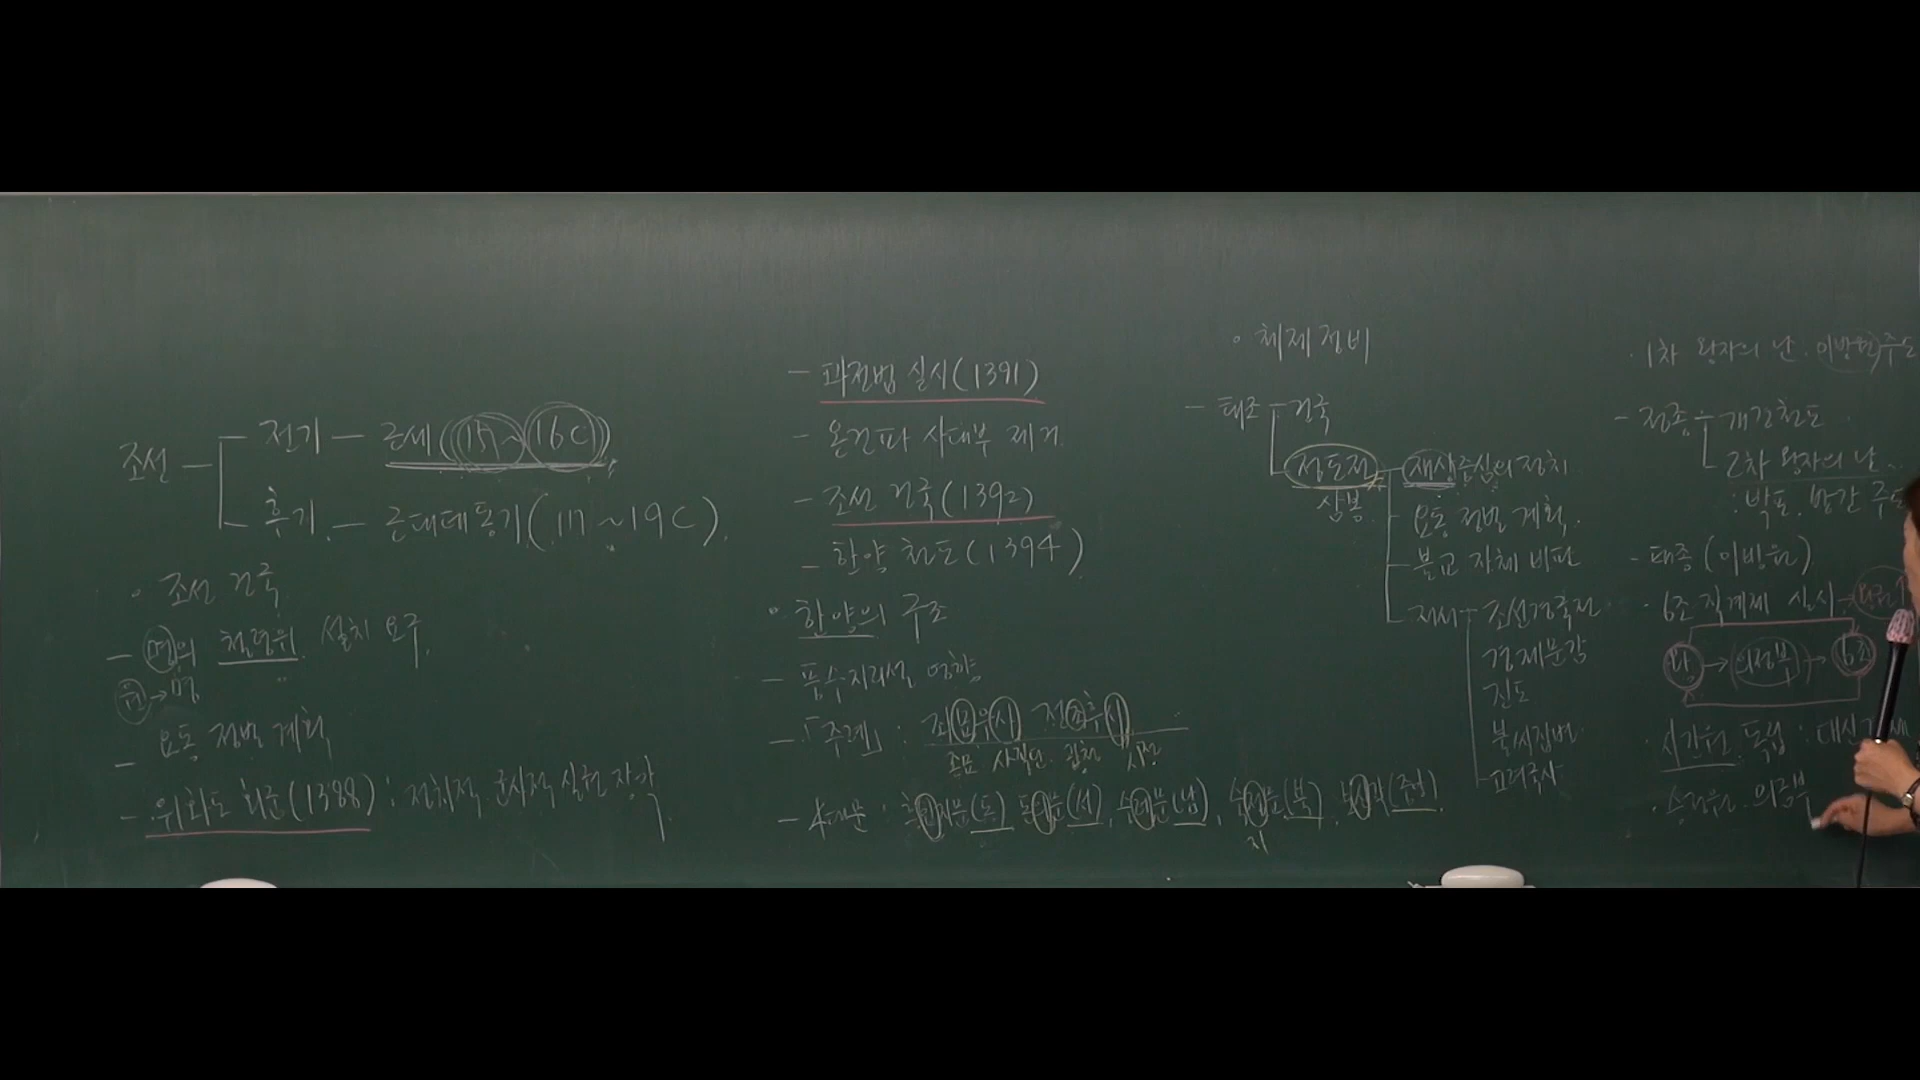 조선 ─ 전기 ─ 근세(15~16C)
후기 ─ 근대태동기(17~19C)
· 조선 건국
- 명의 철령위 설치 요구
원→명
- 요동 정벌 계획
- 위화도 회군(1388) : 정치적·군사적 실권 장악
- 과전법 실시(1391)
- 온건파 사대부 제거
- 조선 건국(1392)
- 한양 천도(1394)
· 한양의 구조
- 풍수지리설 영향
- 「주례」 : 좌묘우사 전조후시
종묘 사직단 시전
- 4대문 : 흥인지문(동) 돈의문(서), 숭례문(남), 숙정문(북), 보신각(중앙)
지
· 체제정비
- 태조 ─ 건국
정도전 ─ 재상중심의 정치
삼봉
요동 정벌 계획
불교 자체 비판
저서 ─ 조선경국전
경제문감
진도
불씨잡변
고려국사
· 1차 왕자의 난 : 이방원주도
- 정종 ─ 개경천도
2차 왕자의 난
: 박포, 방간 주도
- 태종(이방원)
· 6조 직계제 실시→왕권↑
왕→의정부→6조
· 사간원 독립 : 대신
· 승정원, 의금부